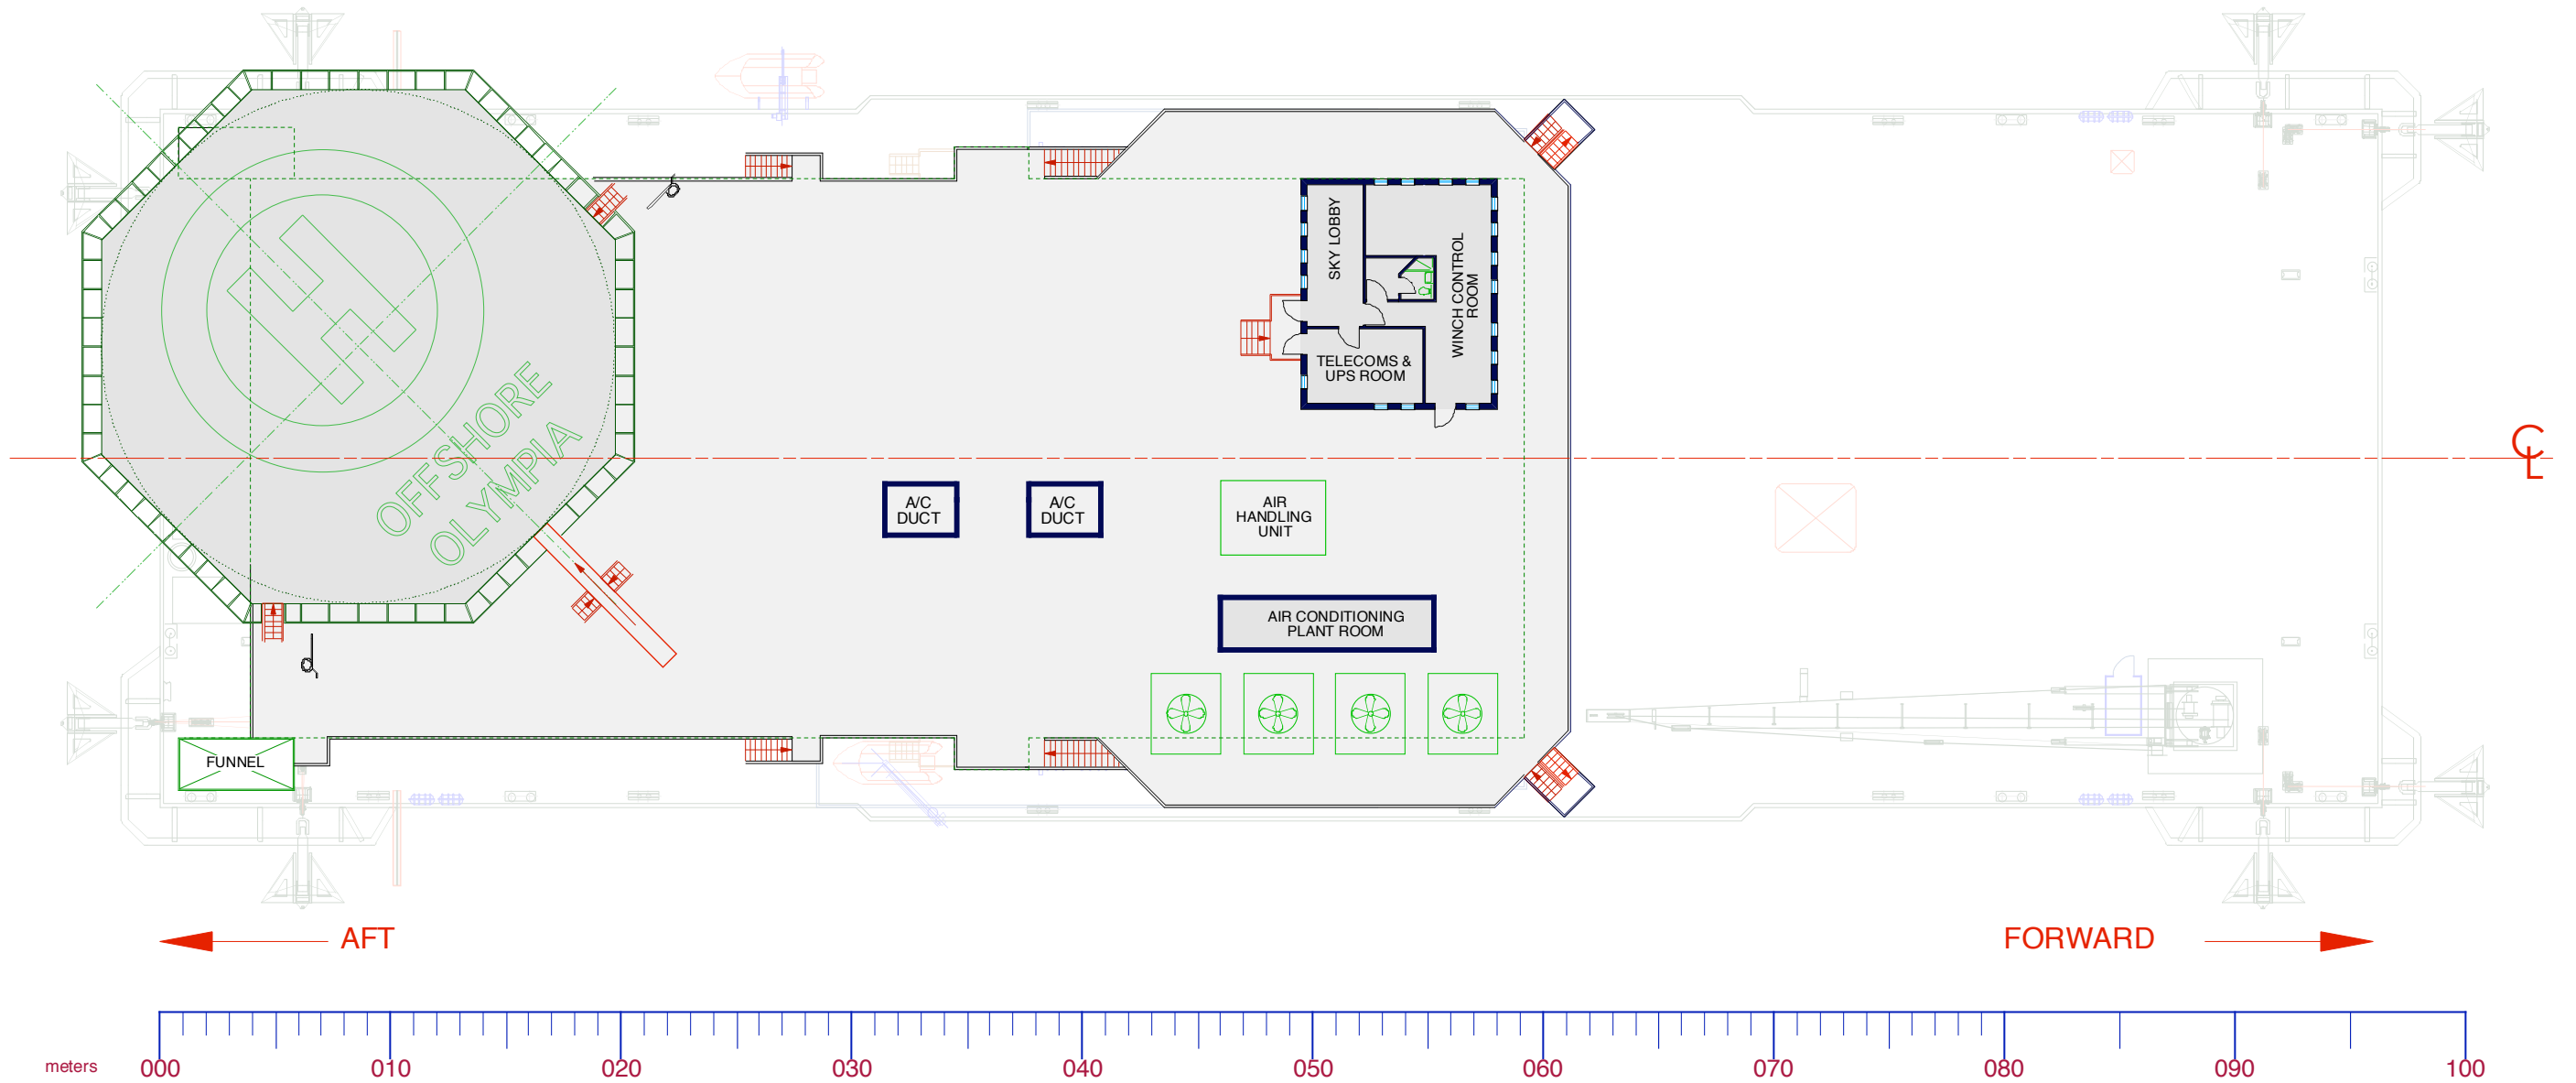 SKY LOBBY
WINCH CONTROL
ROOM
TELECOMS &
UPS ROOM
OFFSHORE
OLYMPIA
CL
A/C
DUCT
A/C
DUCT
AIR
HANDLING
UNIT
AIR CONDITIONING
PLANT ROOM
FUNNEL
AFT
FORWARD
meters
000
010
020
030
040
050
060
070
080
090
100